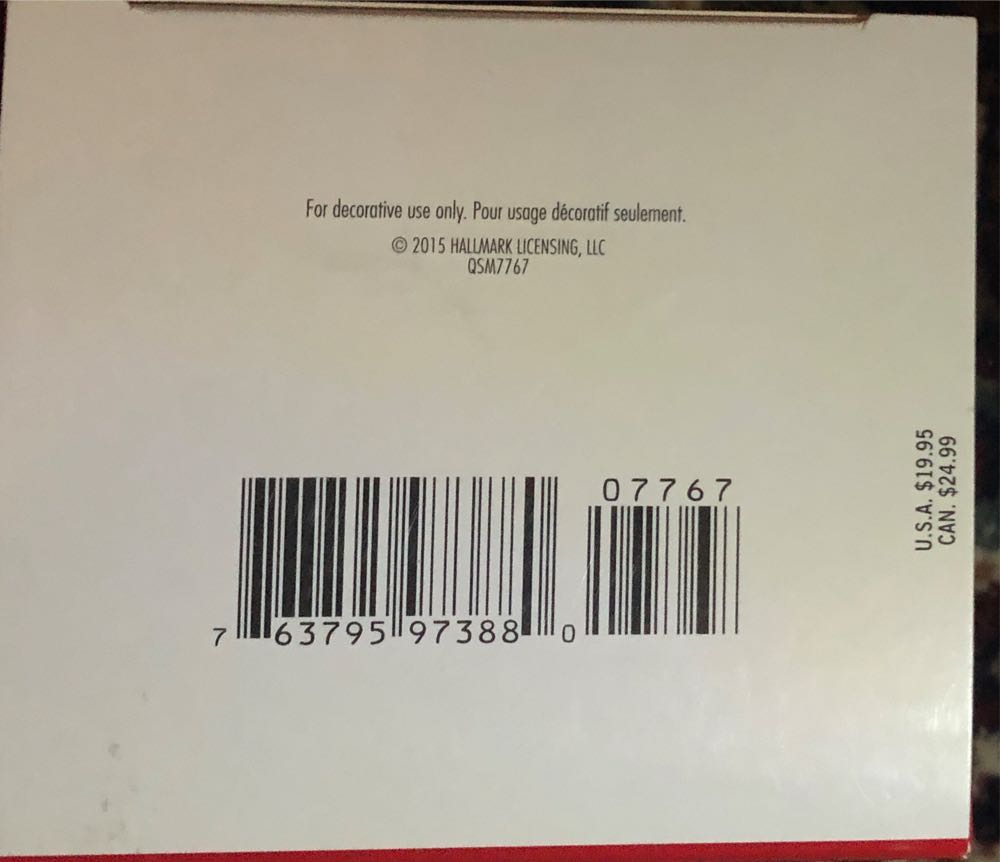 For decorative use only. Pour usage décoratif seulement.
© 2015 HALLMARK LICENSING, LLC
QSM7767
U.S.A. $19.95
CAN. $24.99
07767
7 63795 97388 0